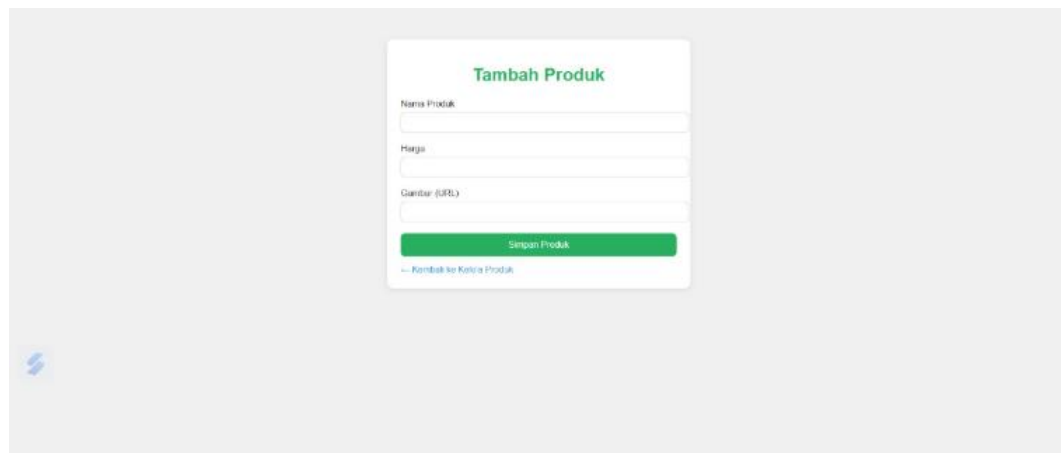 Tambah Produk
Nama Produk
Harga
Gambar (URL)
Simpan Produk
← Kembali ke Kelola Produk